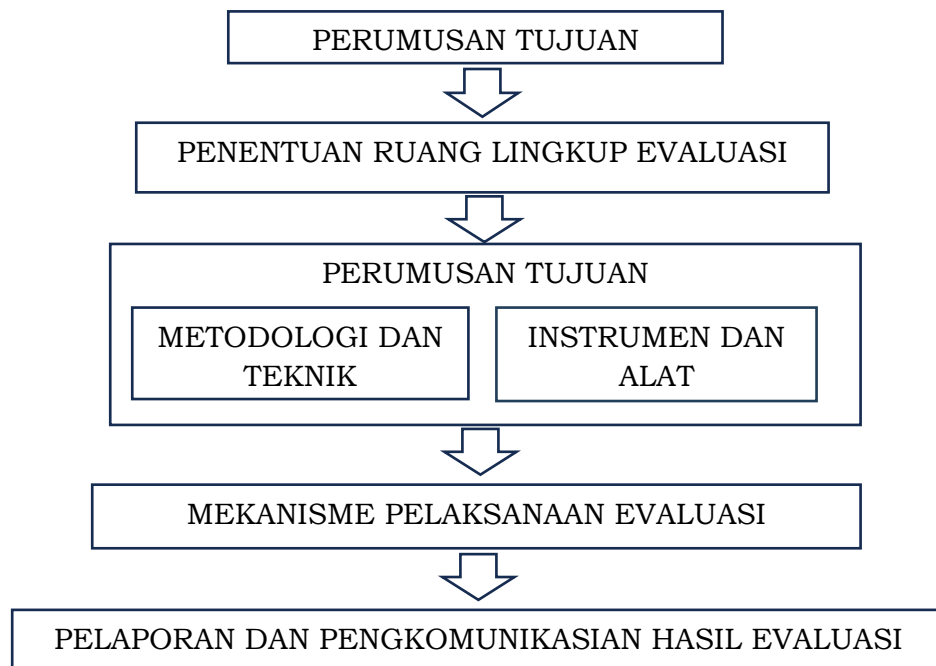 PERUMUSAN TUJUAN
PENENTUAN RUANG LINGKUP EVALUASI
PERUMUSAN TUJUAN
METODOLOGI DAN
TEKNIK
INSTRUMEN DAN
ALAT
MEKANISME PELAKSANAAN EVALUASI
PELAPORAN DAN PENGKOMUNIKASIAN HASIL EVALUASI